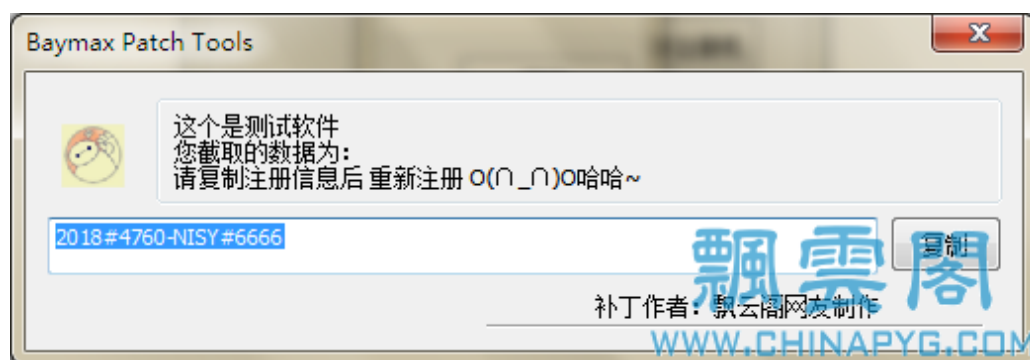 Baymax Patch Tools
这个是测试软件
您截取的数据为：
请复制注册信息后 重新注册 O(∩_∩)O哈哈~
2018#4760-NISY#6666
复制
飄雲閣
补丁作者：飘云阁网友制作
WWW.CHINAPYG.COM